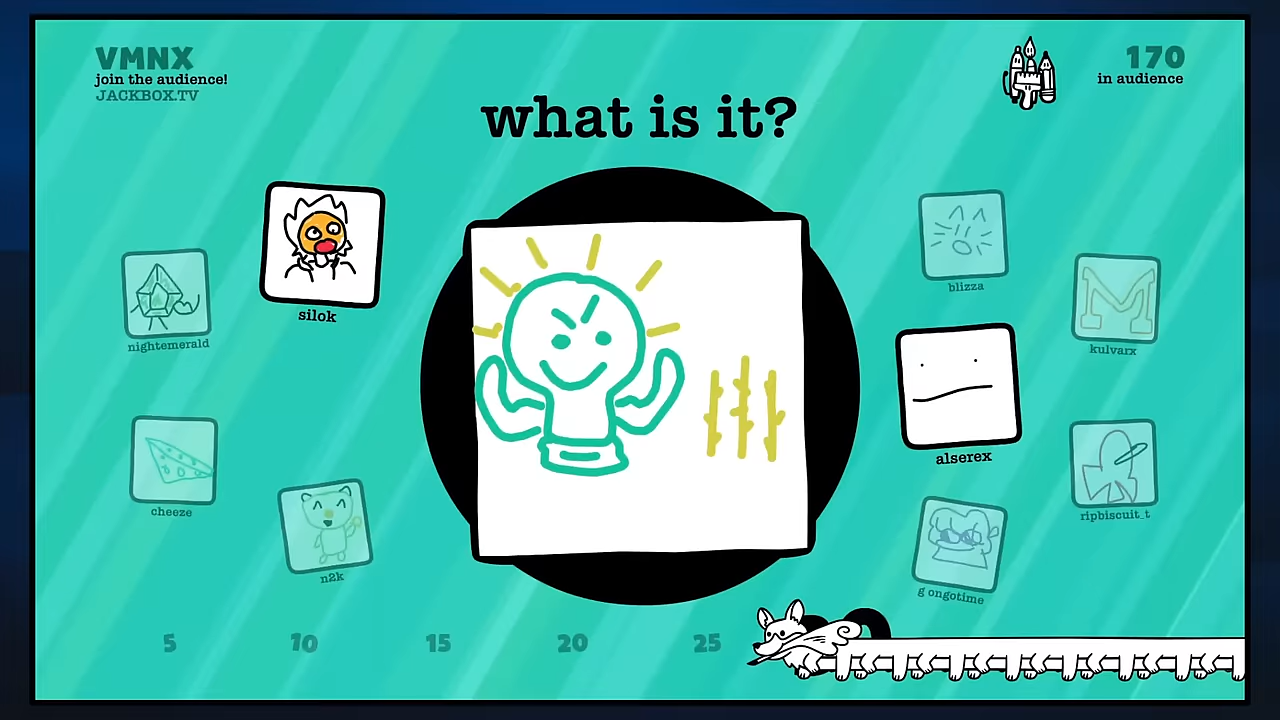 VMNX
join the audience!
JACKBOX.TV
170
in audience
what is it?
silok
nightemerald
cheeze
n2k
blizza
kulvarx
alserex
ripbiscuit_t
g ongotime
5
10
15
20
25